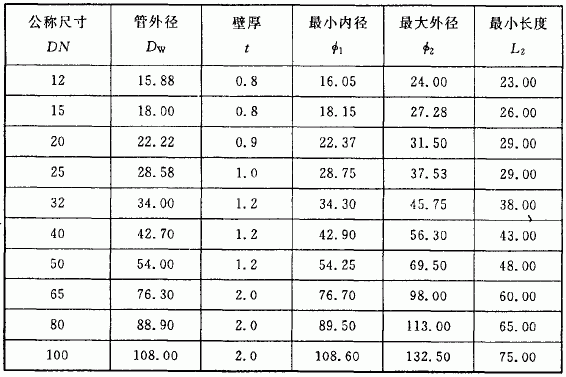 公称尺寸 管外径 壁厚 最小内径 最大外径 最小长度
DN Dw t ϕ1 ϕ2 L2
12 15.88 0.8 16.05 24.00 23.00
15 18.00 0.8 18.15 27.28 26.00
20 22.22 0.9 22.37 31.50 29.00
25 28.58 1.0 28.75 37.53 29.00
32 34.00 1.2 34.30 45.75 38.00
40 42.70 1.2 42.90 56.30 43.00
50 54.00 1.2 54.25 69.50 48.00
65 76.30 2.0 76.70 98.00 60.00
80 88.90 2.0 89.50 113.00 65.00
100 108.00 2.0 108.60 132.50 75.00